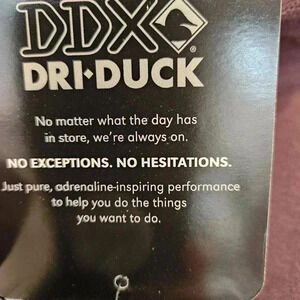 DDX
®
DRI•DUCK
No matter what the day has
in store, we're always on.
NO EXCEPTIONS. NO HESITATIONS.
Just pure, adrenaline-inspiring performance
to help you do the things
you want to do.